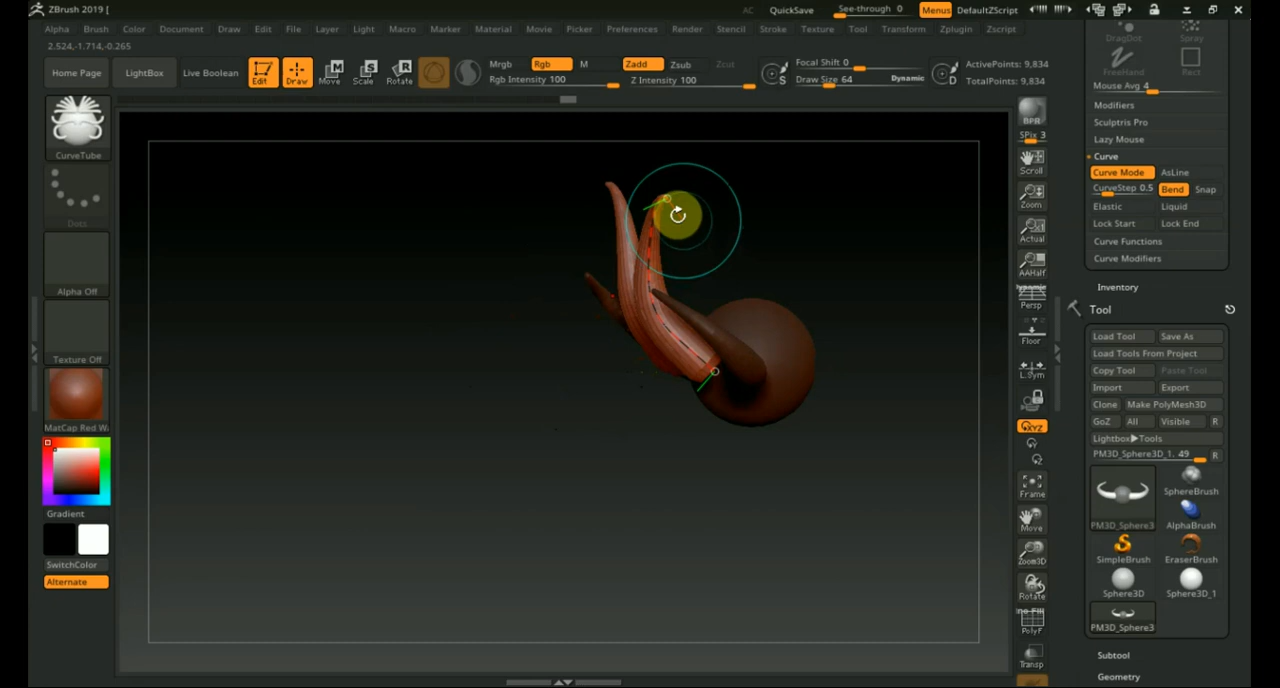 ZBrush 2019 [
AC QuickSave See-through 0 Menus DefaultZScript
Alpha Brush Color Document Draw Edit File Layer Light Macro Marker Material Movie Picker Preferences Render Stencil Stroke Texture Tool Transform Zplugin Zscript
2.524,-1.714,-0.265
Home Page LightBox Live Boolean Edit Draw Move Scale Rotate
Mrgb Rgb M Zadd Zsub Zcut Focal Shift 0 ActivePoints: 9,834
Rgb Intensity 100 Z Intensity 100 Draw Size 64 Dynamic TotalPoints: 9,834
S D
CurveTube
Dots
Alpha Off
Texture Off
MatCap Red W
Gradient
SwitchColor
Alternate
BPR
SPix 3
Scroll
Zoom
Actual
AAHalf
Persp
Floor
L.Sym
XYZ
Frame
Move
Zoom3D
Rotate
PolyF
Transp
DragDot Spray
FreeHand Rect
Mouse Avg 4
Modifiers
Sculptris Pro
Lazy Mouse
Curve
Curve Mode AsLine
CurveStep 0.5 Bend Snap
Elastic Liquid
Lock Start Lock End
Curve Functions
Curve Modifiers
Inventory
Tool
Load Tool Save As
Load Tools From Project
Copy Tool Paste Tool
Import Export
Clone Make PolyMesh3D
GoZ All Visible R
Lightbox▶Tools
PM3D_Sphere3D_1. 49 R
PM3D_Sphere3 SphereBrush
AlphaBrush
SimpleBrush EraserBrush
Sphere3D Sphere3D_1
PM3D_Sphere3
Subtool
Geometry